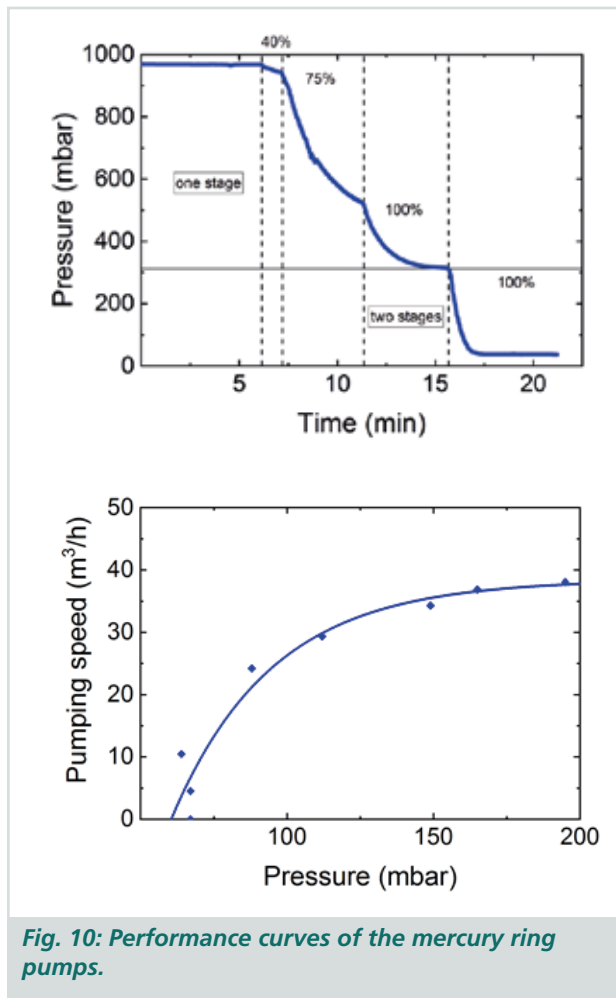 40%
1000
75%
800
Pressure (mbar)
600
one stage
100%
400
100%
200
two stages
0
5 10 15 20
Time (min)
50
Pumping speed (m³/h)
40
30
20
10
0
100 150 200
Pressure (mbar)
Fig. 10: Performance curves of the mercury ring
pumps.